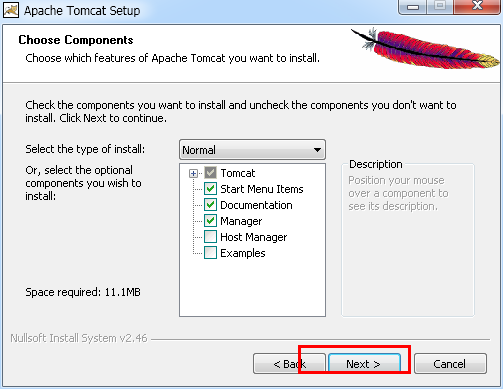 Apache Tomcat Setup
Choose Components
Choose which features of Apache Tomcat you want to install.
Check the components you want to install and uncheck the components you don't want to
install. Click Next to continue.
Select the type of install:
Normal
Or, select the optional
components you wish to
install:
Tomcat
Start Menu Items
Documentation
Manager
Host Manager
Examples
Description
Position your mouse
over a component to
see its description.
Space required: 11.1MB
Nullsoft Install System v2.46
< Back
Next >
Cancel